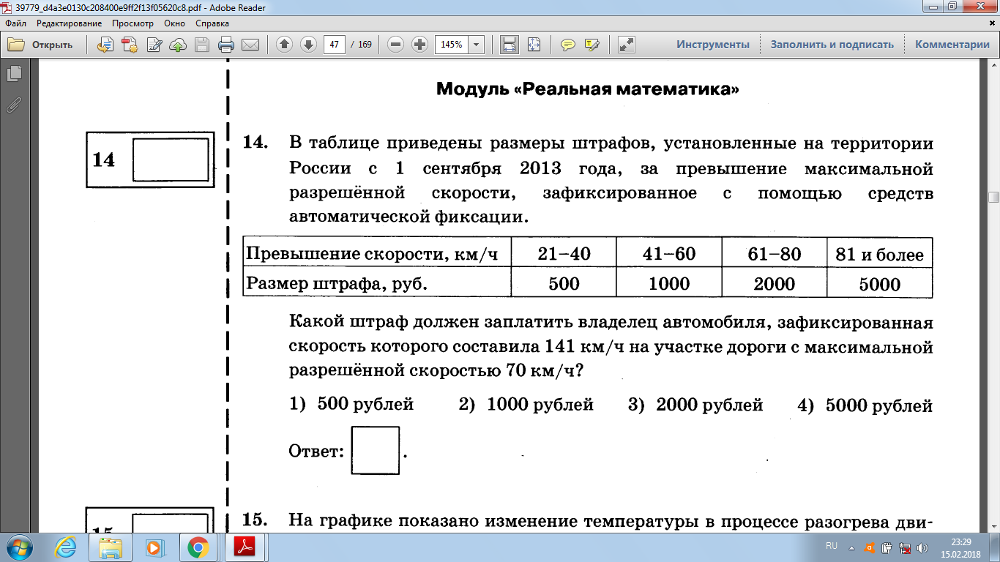 39779_d4a3e0130c208400e9ff2f13f05620c8.pdf - Adobe Reader
Файл Редактирование Просмотр Окно Справка
Открыть 47 / 169 145% Инструменты Заполнить и подписать Комментарии
Модуль «Реальная математика»
14
14. В таблице приведены размеры штрафов, установленные на территории
России с 1 сентября 2013 года, за превышение максимальной
разрешённой скорости, зафиксированное с помощью средств
автоматической фиксации.
Превышение скорости, км/ч 21–40 41–60 61–80 81 и более
Размер штрафа, руб. 500 1000 2000 5000
Какой штраф должен заплатить владелец автомобиля, зафиксированная
скорость которого составила 141 км/ч на участке дороги с максимальной
разрешённой скоростью 70 км/ч?
1) 500 рублей 2) 1000 рублей 3) 2000 рублей 4) 5000 рублей
Ответ: .
15
15. На графике показано изменение температуры в процессе разогрева дви-
RU 23:29
15.02.2018